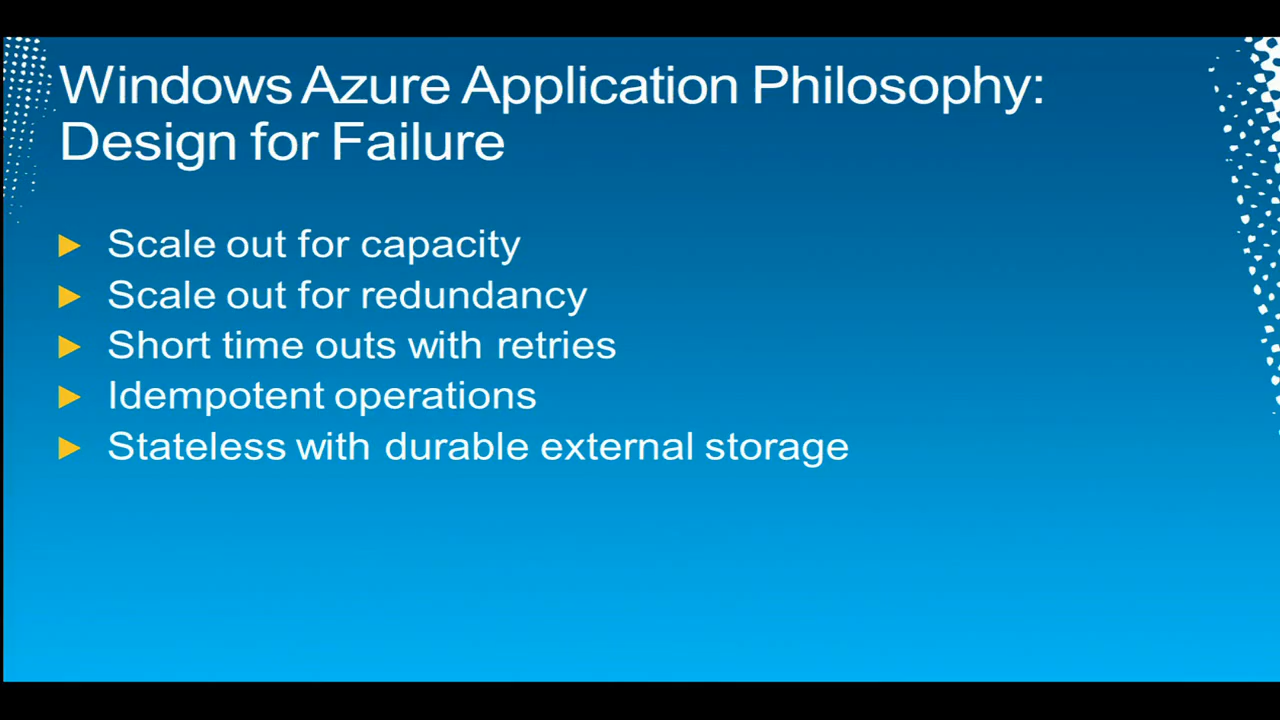 Windows Azure Application Philosophy:
Design for Failure
Scale out for capacity
Scale out for redundancy
Short time outs with retries
Idempotent operations
Stateless with durable external storage